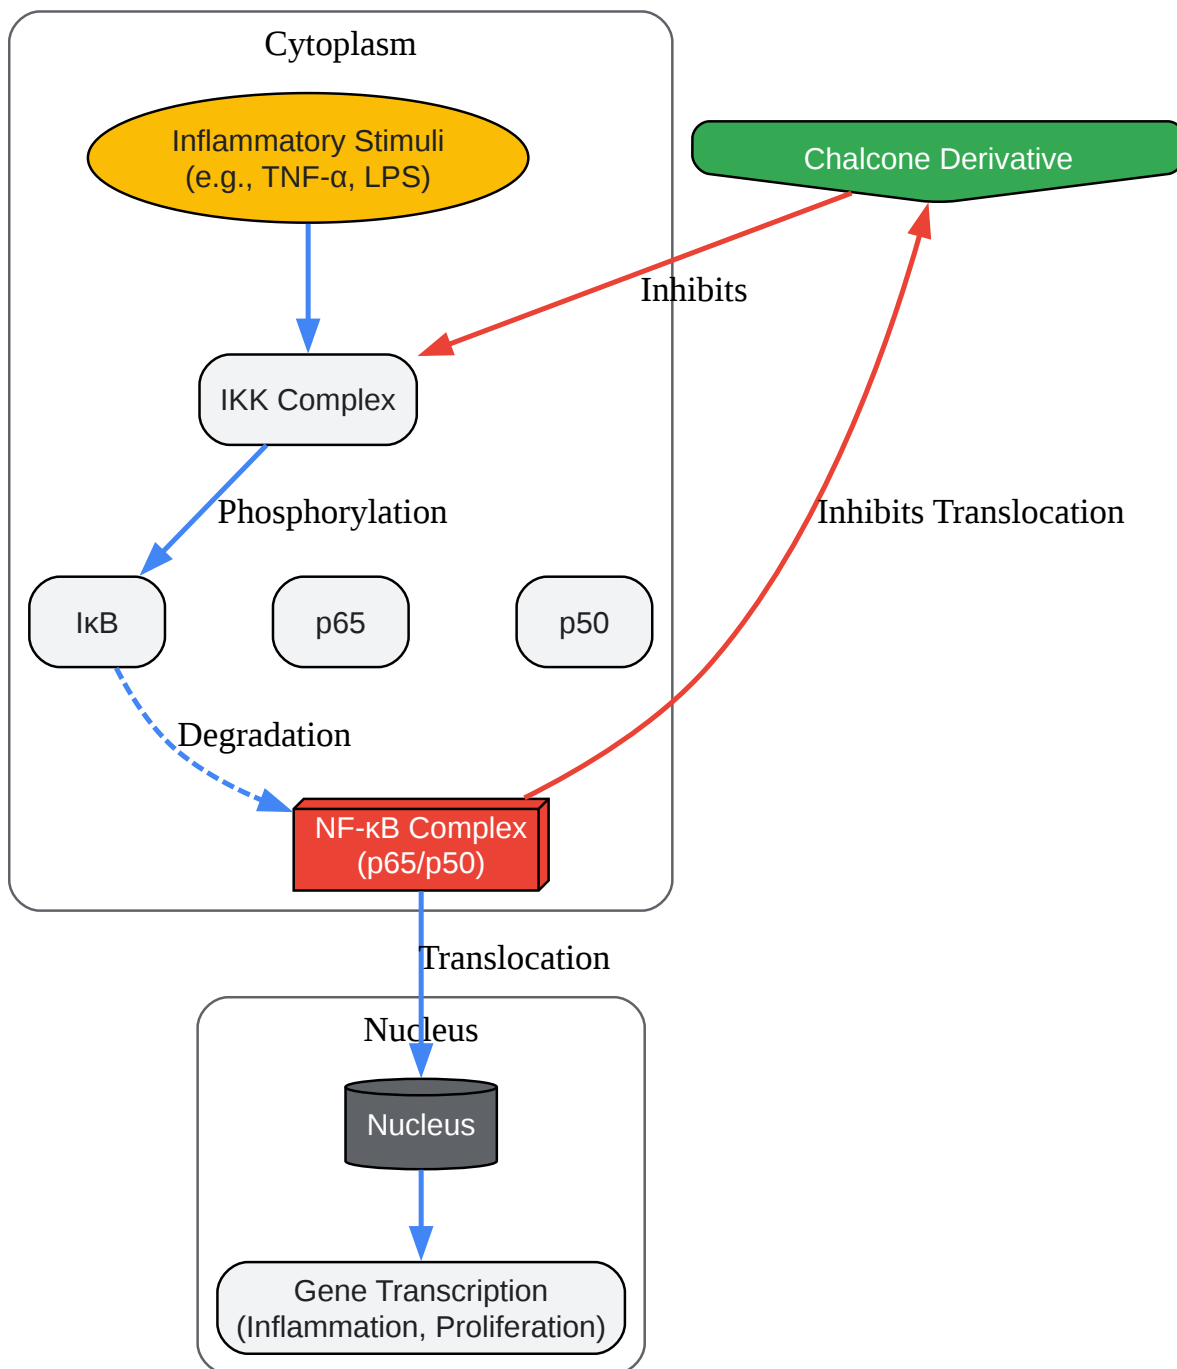 Cytoplasm
Inflammatory Stimuli
(e.g., TNF-α, LPS)
Chalcone Derivative
Inhibits
IKK Complex
Phosphorylation
Inhibits Translocation
IκB
p65
p50
Degradation
NF-κB Complex
(p65/p50)
Translocation
Nucleus
Nucleus
Gene Transcription
(Inflammation, Proliferation)